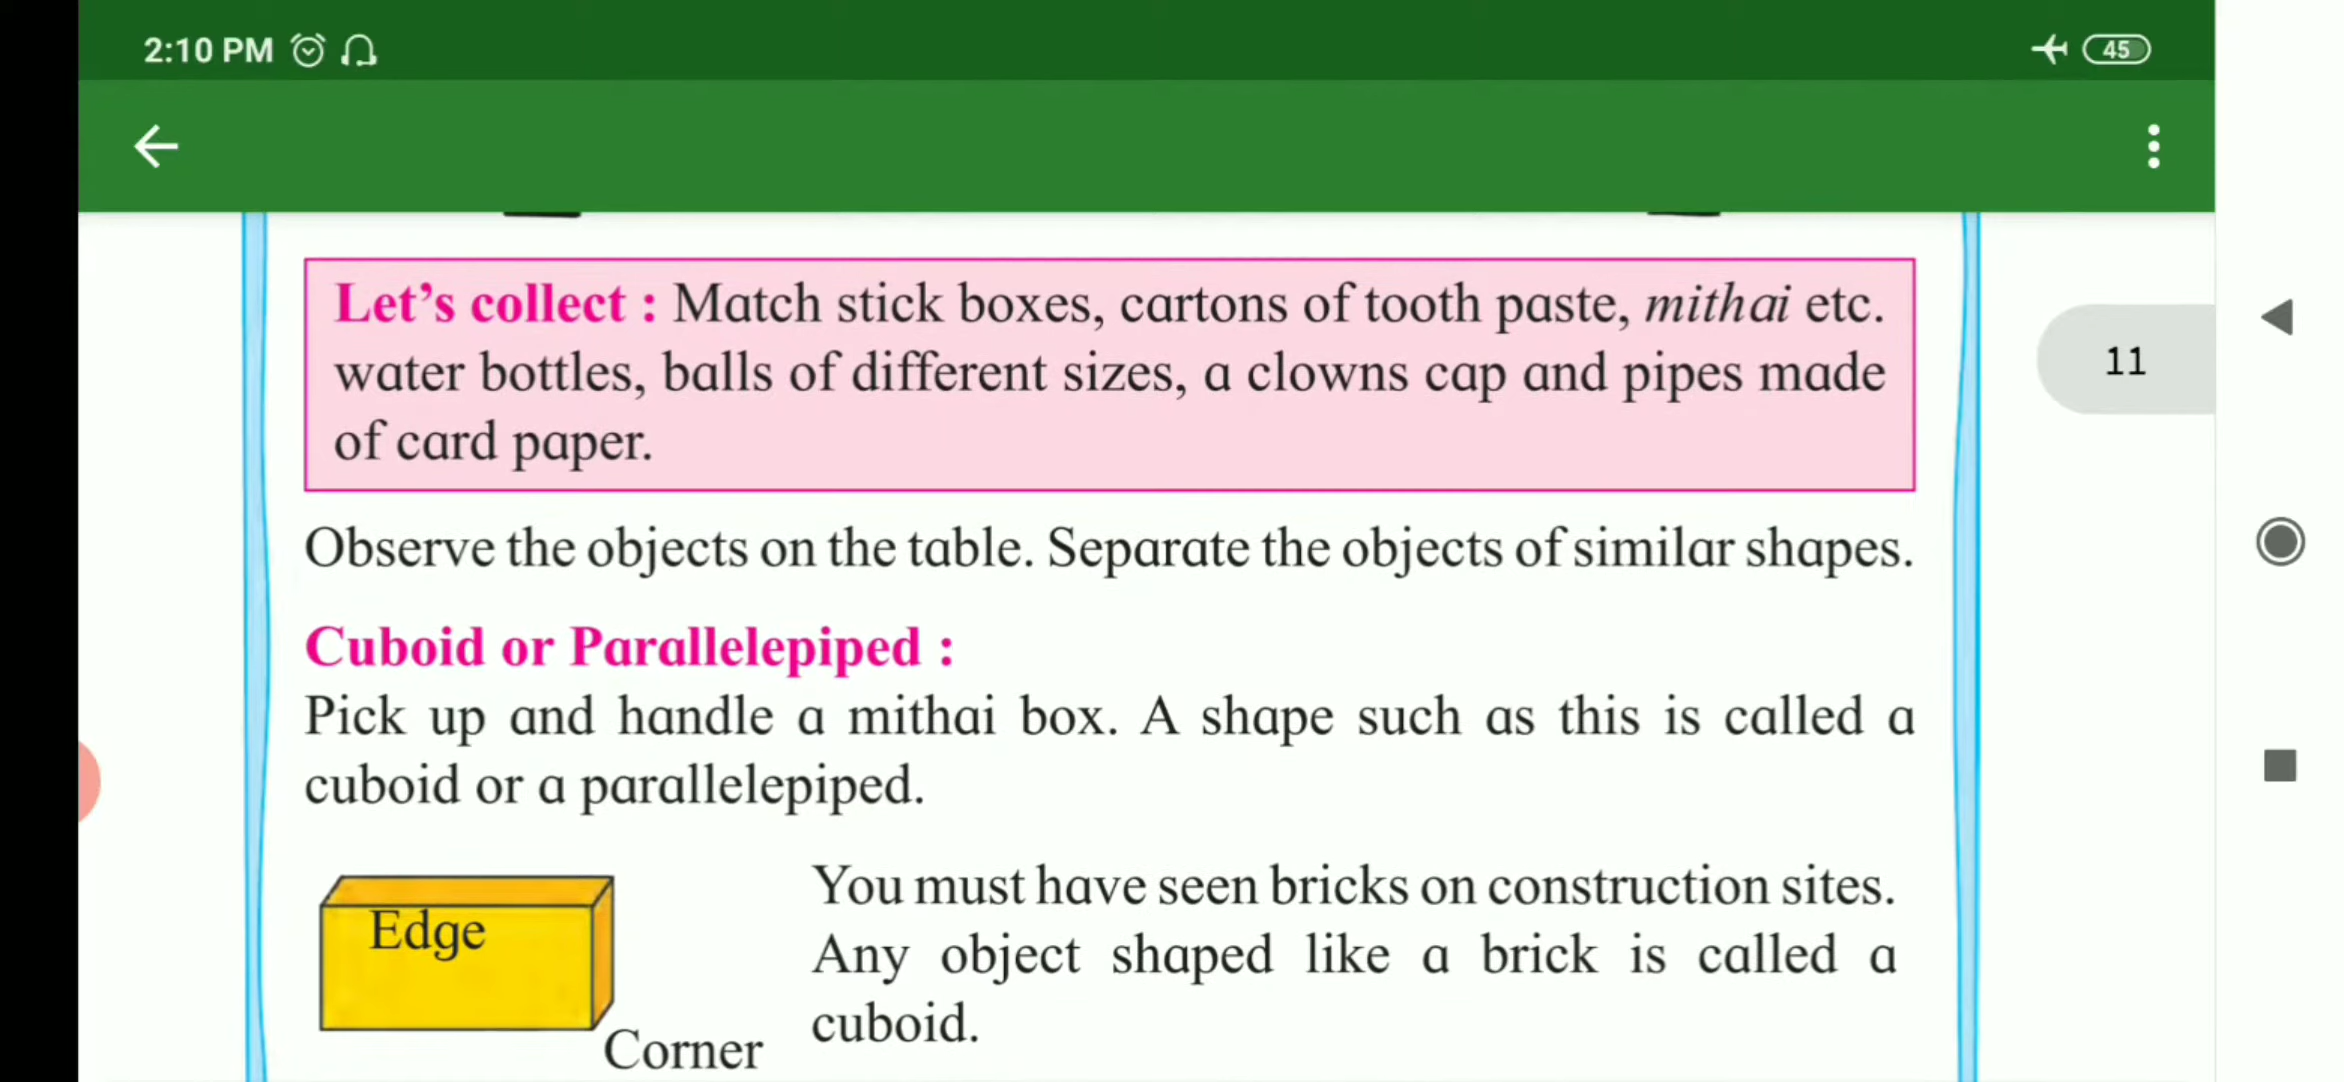 2:10 PM
45
11
Let's collect : Match stick boxes, cartons of tooth paste, mithai etc.
water bottles, balls of different sizes, a clowns cap and pipes made
of card paper.
Observe the objects on the table. Separate the objects of similar shapes.
Cuboid or Parallelepiped :
Pick up and handle a mithai box. A shape such as this is called a
cuboid or a parallelepiped.
Edge
Corner
You must have seen bricks on construction sites.
Any object shaped like a brick is called a
cuboid.